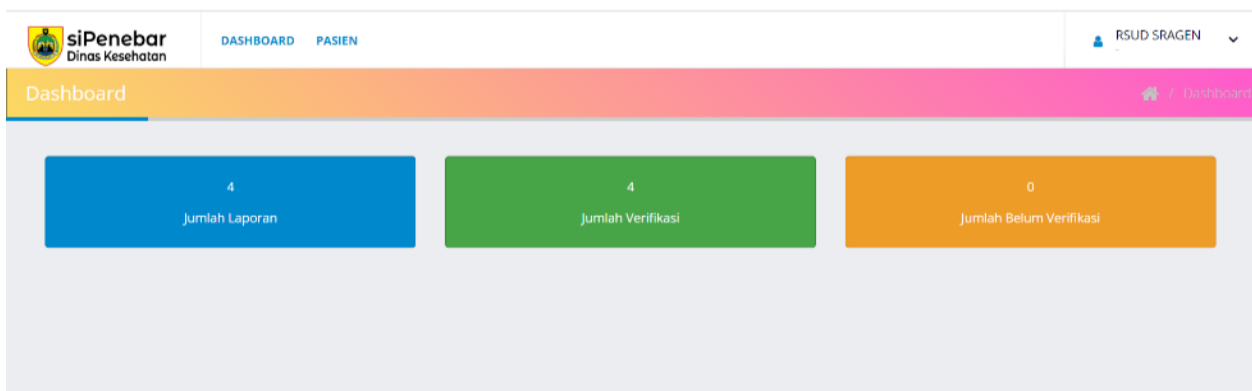 siPenebar
Dinas Kesehatan
DASHBOARD PASIEN
RSUD SRAGEN
-
Dashboard
/ Dashboard
4
Jumlah Laporan
4
Jumlah Verifikasi
0
Jumlah Belum Verifikasi